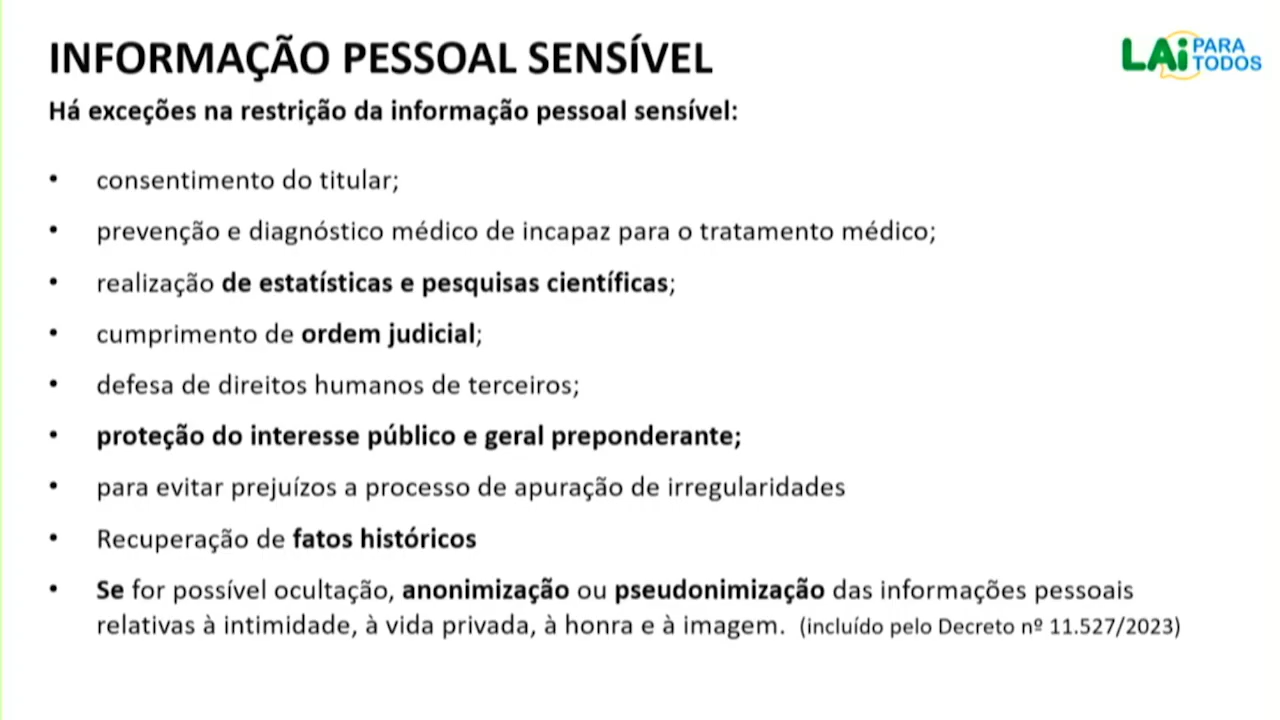 INFORMAÇÃO PESSOAL SENSÍVEL
LAi PARA TODOS
Há exceções na restrição da informação pessoal sensível:
• consentimento do titular;
• prevenção e diagnóstico médico de incapaz para o tratamento médico;
• realização de estatísticas e pesquisas científicas;
• cumprimento de ordem judicial;
• defesa de direitos humanos de terceiros;
• proteção do interesse público e geral preponderante;
• para evitar prejuízos a processo de apuração de irregularidades
• Recuperação de fatos históricos
• Se for possível ocultação, anonimização ou pseudonimização das informações pessoais
relativas à intimidade, à vida privada, à honra e à imagem. (incluído pelo Decreto nº 11.527/2023)